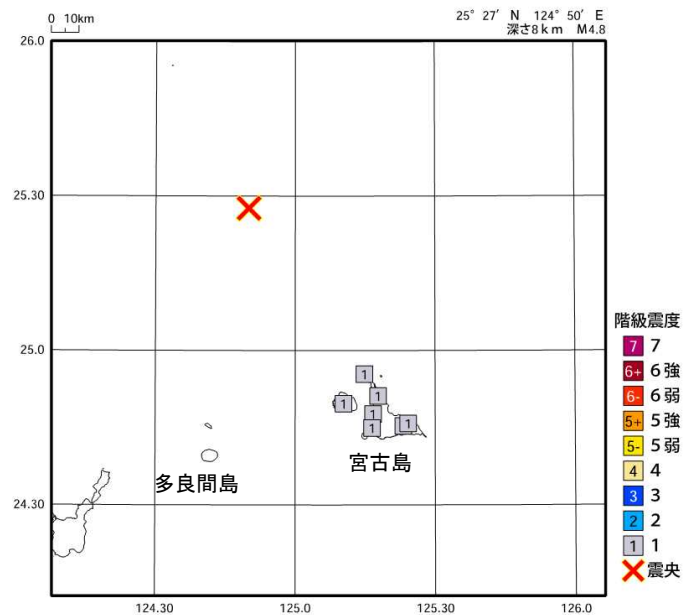 0 10km
25° 27′ N 124° 50′ E
深さ8km M4.8
26.0
25.30
25.0
24.30
124.30 125.0 125.30 126.0
1
1
1
1
1
1
多良間島
宮古島
階級震度
7 7
6+ 6強
6- 6弱
5+ 5強
5- 5弱
4 4
3 3
2 2
1 1
震央